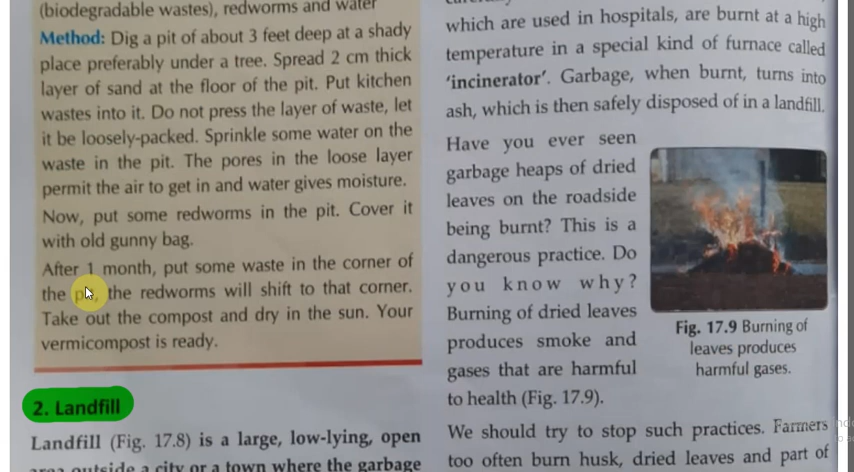 (biodegradable wastes), redworms and water
Method: Dig a pit of about 3 feet deep at a shady
place preferably under a tree. Spread 2 cm thick
layer of sand at the floor of the pit. Put kitchen
wastes into it. Do not press the layer of waste, let
it be loosely-packed. Sprinkle some water on the
waste in the pit. The pores in the loose layer
permit the air to get in and water gives moisture.
Now, put some redworms in the pit. Cover it
with old gunny bag.
After 1 month, put some waste in the corner of
the the redworms will shift to that corner.
Take out the compost and dry in the sun. Your
vermicompost is ready.
2. Landfill
Landfill (Fig. 17.8) is a large, low-lying, open
area outside a city or a town where the garbage
which are used in hospitals, are burnt at a high
temperature in a special kind of furnace called
‘incinerator’. Garbage, when burnt, turns into
ash, which is then safely disposed of in a landfill.
Have you ever seen
garbage heaps of dried
leaves on the roadside
being burnt? This is a
dangerous practice. Do
you know why?
Burning of dried leaves
produces smoke and
gases that are harmful
to health (Fig. 17.9).
Fig. 17.9 Burning of
leaves produces
harmful gases.
We should try to stop such practices. Farmers
too often burn husk, dried leaves and part of